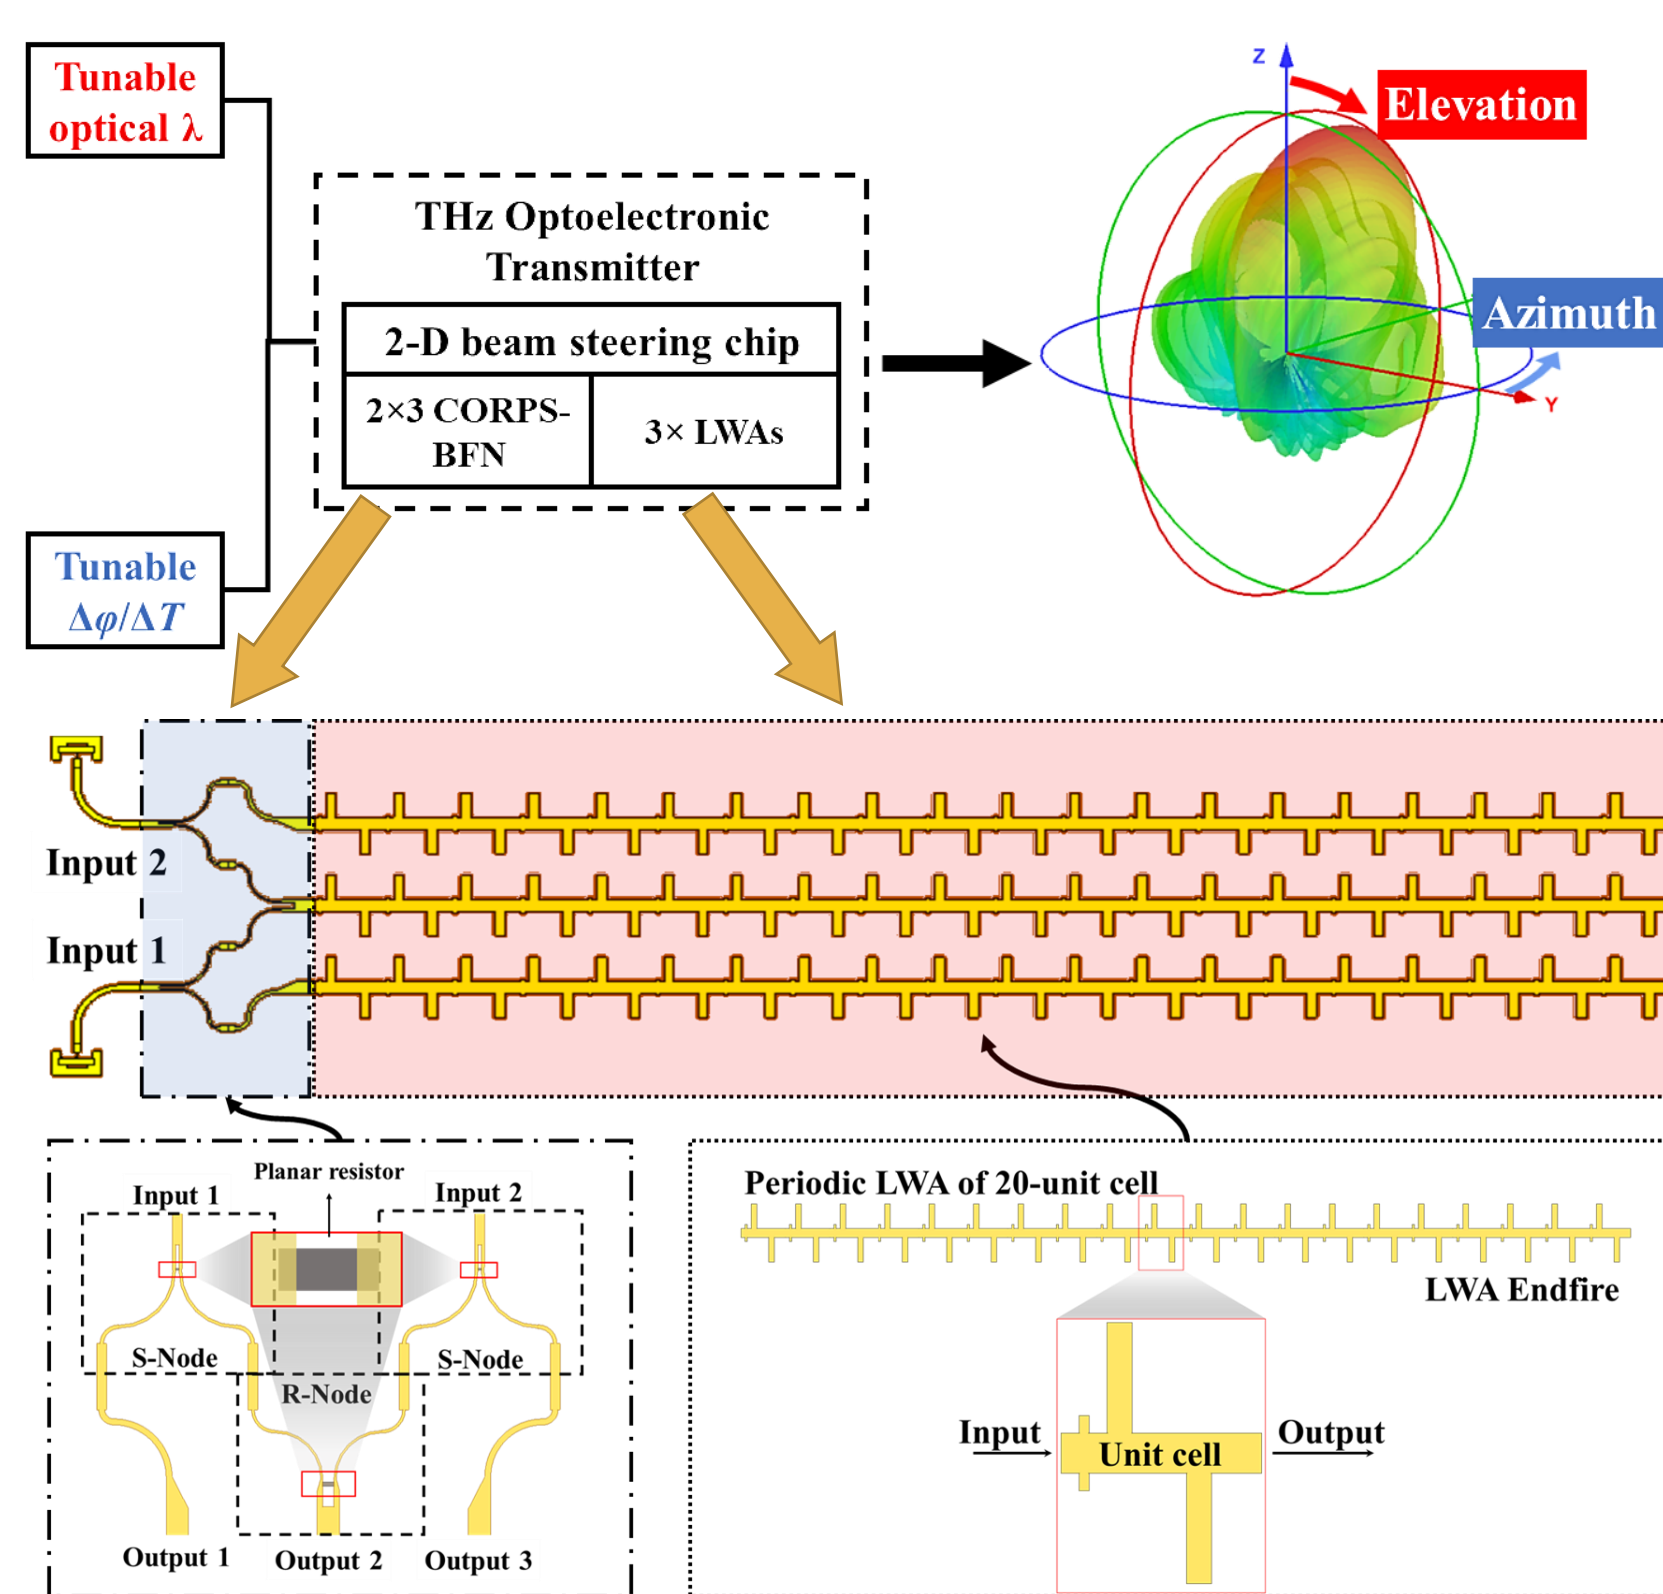 Tunable
optical λ
THz Optoelectronic
Transmitter
2-D beam steering chip
2×3 CORPS-
BFN
3× LWAs
Tunable
Δφ/ΔT
Z
Elevation
Azimuth
Y
Input 2
Input 1
Planar resistor
Input 1
Input 2
S-Node
S-Node
R-Node
Output 1
Output 2
Output 3
Periodic LWA of 20-unit cell
LWA Endfire
Input
Unit cell
Output